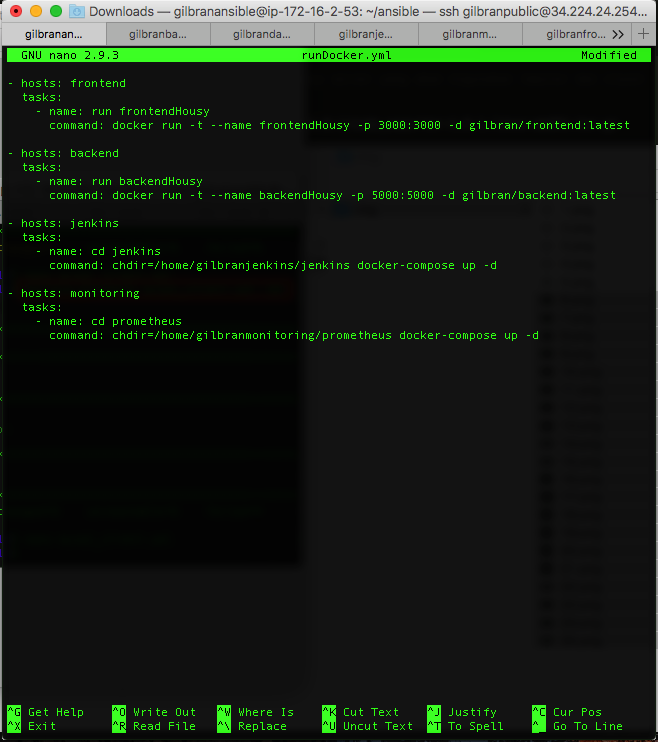 Downloads — gilbranansible@ip-172-16-2-53: ~/ansible — ssh gilbranpublic@34.224.24.254...
gilbranan... gilbranba... gilbranda... gilbranje... gilbranm... gilbranfro... >> +
GNU nano 2.9.3 runDocker.yml Modified
- hosts: frontend
tasks:
- name: run frontendHousy
command: docker run -t --name frontendHousy -p 3000:3000 -d gilbran/frontend:latest
- hosts: backend
tasks:
- name: run backendHousy
command: docker run -t --name backendHousy -p 5000:5000 -d gilbran/backend:latest
- hosts: jenkins
tasks:
- name: cd jenkins
command: chdir=/home/gilbranjenkins/jenkins docker-compose up -d
- hosts: monitoring
tasks:
- name: cd prometheus
command: chdir=/home/gilbranmonitoring/prometheus docker-compose up -d
^G Get Help ^O Write Out ^W Where Is ^K Cut Text ^J Justify ^C Cur Pos
^X Exit ^R Read File ^\ Replace ^U Uncut Text ^T To Spell ^_ Go To Line